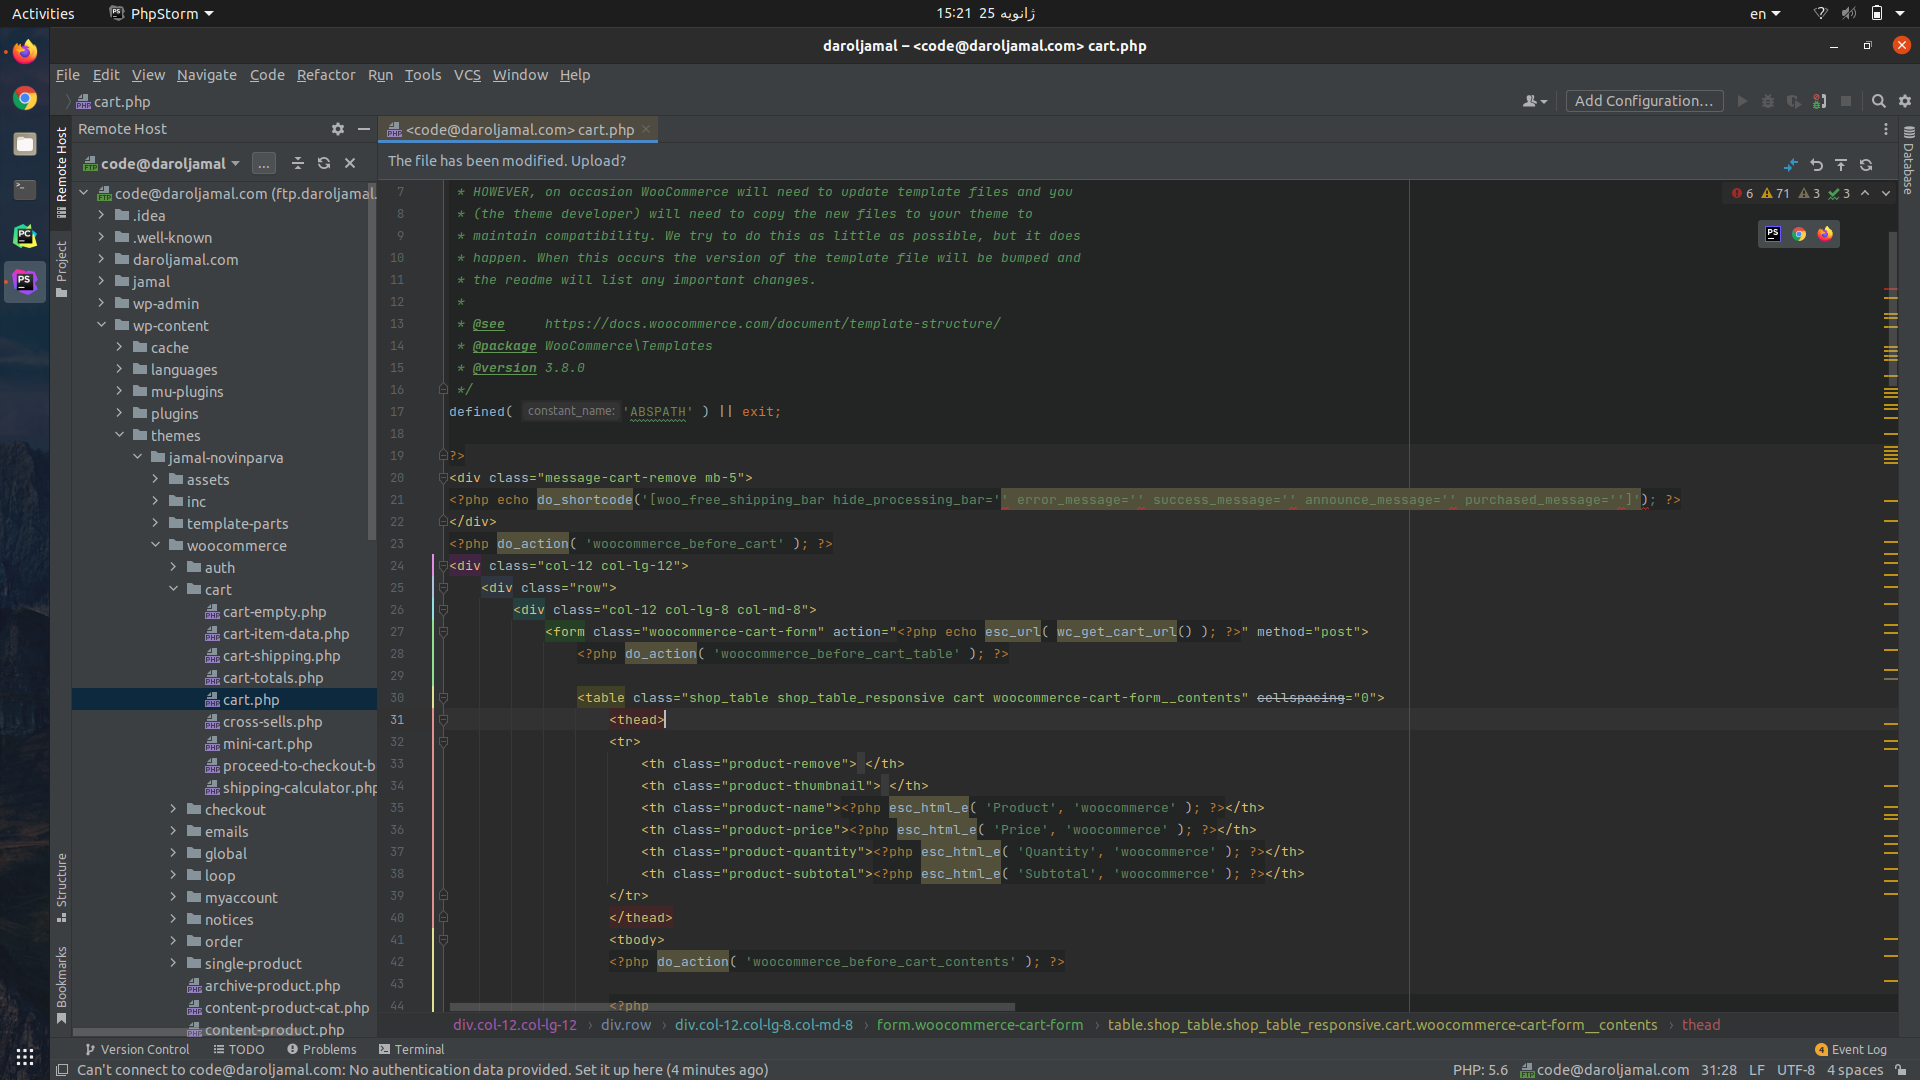 Activities
PhpStorm
15:21 25 ژانویه
en
daroljamal – <code@daroljamal.com> cart.php
File Edit View Navigate Code Refactor Run Tools VCS Window Help
cart.php
Add Configuration...
Remote Host
<code@daroljamal.com> cart.php
code@daroljamal
...
The file has been modified. Upload?
6 71 3 3
Remote Host
Project
Structure
Bookmarks
Database
code@daroljamal.com (ftp.daroljamal.
.idea
.well-known
daroljamal.com
jamal
wp-admin
wp-content
cache
languages
mu-plugins
plugins
themes
jamal-novinparva
assets
inc
template-parts
woocommerce
auth
cart
cart-empty.php
cart-item-data.php
cart-shipping.php
cart-totals.php
cart.php
cross-sells.php
mini-cart.php
proceed-to-checkout-b
shipping-calculator.php
checkout
emails
global
loop
myaccount
notices
order
single-product
archive-product.php
content-product-cat.php
content-product.php
7 * HOWEVER, on occasion WooCommerce will need to update template files and you
8 * (the theme developer) will need to copy the new files to your theme to
9 * maintain compatibility. We try to do this as little as possible, but it does
10 * happen. When this occurs the version of the template file will be bumped and
11 * the readme will list any important changes.
12 *
13 * @see     https://docs.woocommerce.com/document/template-structure/
14 * @package WooCommerce\Templates
15 * @version 3.8.0
16 */
17 defined( constant_name: 'ABSPATH' ) || exit;
18
19 ?>
20 <div class="message-cart-remove mb-5">
21 <?php echo do_shortcode('[woo_free_shipping_bar hide_processing_bar='' error_message='' success_message='' announce_message='' purchased_message='']'); ?>
22 </div>
23 <?php do_action( 'woocommerce_before_cart' ); ?>
24 <div class="col-12 col-lg-12">
25 <div class="row">
26 <div class="col-12 col-lg-8 col-md-8">
27 <form class="woocommerce-cart-form" action="<?php echo esc_url( wc_get_cart_url() ); ?>" method="post">
28 <?php do_action( 'woocommerce_before_cart_table' ); ?>
29
30 <table class="shop_table shop_table_responsive cart woocommerce-cart-form__contents" cellspacing="0">
31 <thead>
32 <tr>
33 <th class="product-remove"> </th>
34 <th class="product-thumbnail"> </th>
35 <th class="product-name"><?php esc_html_e( 'Product', 'woocommerce' ); ?></th>
36 <th class="product-price"><?php esc_html_e( 'Price', 'woocommerce' ); ?></th>
37 <th class="product-quantity"><?php esc_html_e( 'Quantity', 'woocommerce' ); ?></th>
38 <th class="product-subtotal"><?php esc_html_e( 'Subtotal', 'woocommerce' ); ?></th>
39 </tr>
40 </thead>
41 <tbody>
42 <?php do_action( 'woocommerce_before_cart_contents' ); ?>
43
44 <?php
div.col-12.col-lg-12 › div.row › div.col-12.col-lg-8.col-md-8 › form.woocommerce-cart-form › table.shop_table.shop_table_responsive.cart.woocommerce-cart-form__contents › thead
Version Control TODO Problems Terminal
4 Event Log
Can't connect to code@daroljamal.com: No authentication data provided. Set it up here (4 minutes ago)
PHP: 5.6 code@daroljamal.com 31:28 LF UTF-8 4 spaces